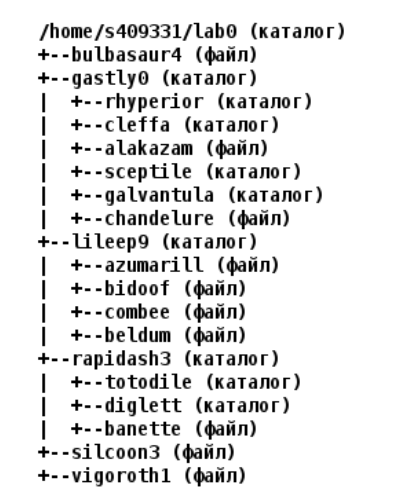 /home/s409331/lab0 (каталог)
+--bulbasaur4 (файл)
+--gastly0 (каталог)
|  +--rhyperior (каталог)
|  +--cleffa (каталог)
|  +--alakazam (файл)
|  +--sceptile (каталог)
|  +--galvantula (каталог)
|  +--chandelure (файл)
+--lileep9 (каталог)
|  +--azumarill (файл)
|  +--bidoof (файл)
|  +--combee (файл)
|  +--beldum (файл)
+--rapidash3 (каталог)
|  +--totodile (каталог)
|  +--diglett (каталог)
|  +--banette (файл)
+--silcoon3 (файл)
+--vigoroth1 (файл)